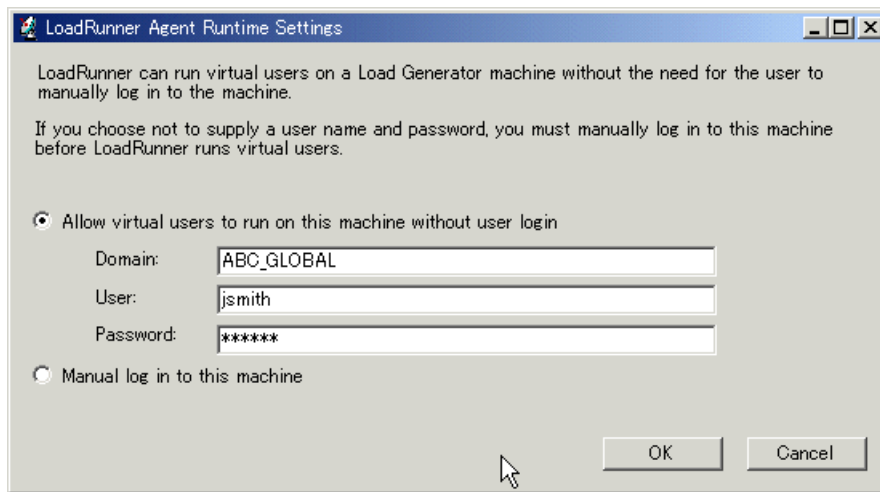 LoadRunner Agent Runtime Settings
LoadRunner can run virtual users on a Load Generator machine without the need for the user to
manually log in to the machine.
If you choose not to supply a user name and password, you must manually log in to this machine
before LoadRunner runs virtual users.
Allow virtual users to run on this machine without user login
Domain: ABC_GLOBAL
User: jsmith
Password: ******
Manual log in to this machine
OK Cancel